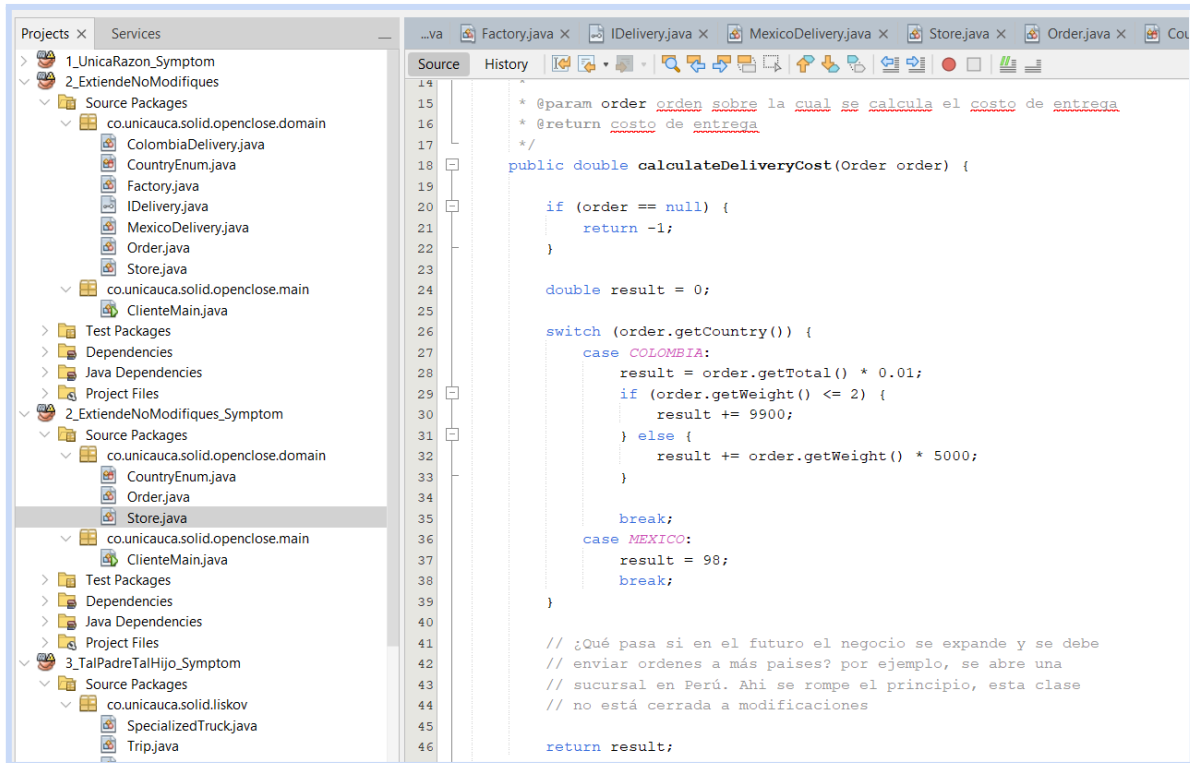 Projects × Services
1_UnicaRazon_Symptom
2_ExtiendeNoModifiques
Source Packages
co.unicauca.solid.openclose.domain
ColombiaDelivery.java
CountryEnum.java
Factory.java
IDelivery.java
MexicoDelivery.java
Order.java
Store.java
co.unicauca.solid.openclose.main
ClienteMain.java
Test Packages
Dependencies
Java Dependencies
Project Files
2_ExtiendeNoModifiques_Symptom
Source Packages
co.unicauca.solid.openclose.domain
CountryEnum.java
Order.java
Store.java
co.unicauca.solid.openclose.main
ClienteMain.java
Test Packages
Dependencies
Java Dependencies
Project Files
3_TalPadreTalHijo_Symptom
Source Packages
co.unicauca.solid.liskov
SpecializedTruck.java
Trip.java
...va Factory.java × IDelivery.java × MexicoDelivery.java × Store.java × Order.java × Cou
Source History
14 *
15 * @param order orden sobre la cual se calcula el costo de entrega
16 * @return costo de entrega
17 */
18 public double calculateDeliveryCost(Order order) {
19
20 if (order == null) {
21 return -1;
22 }
23
24 double result = 0;
25
26 switch (order.getCountry()) {
27 case COLOMBIA:
28 result = order.getTotal() * 0.01;
29 if (order.getWeight() <= 2) {
30 result += 9900;
31 } else {
32 result += order.getWeight() * 5000;
33 }
34
35 break;
36 case MEXICO:
37 result = 98;
38 break;
39 }
40
41 // ¿Qué pasa si en el futuro el negocio se expande y se debe
42 // enviar ordenes a más paises? por ejemplo, se abre una
43 // sucursal en Perú. Ahi se rompe el principio, esta clase
44 // no está cerrada a modificaciones
45
46 return result;